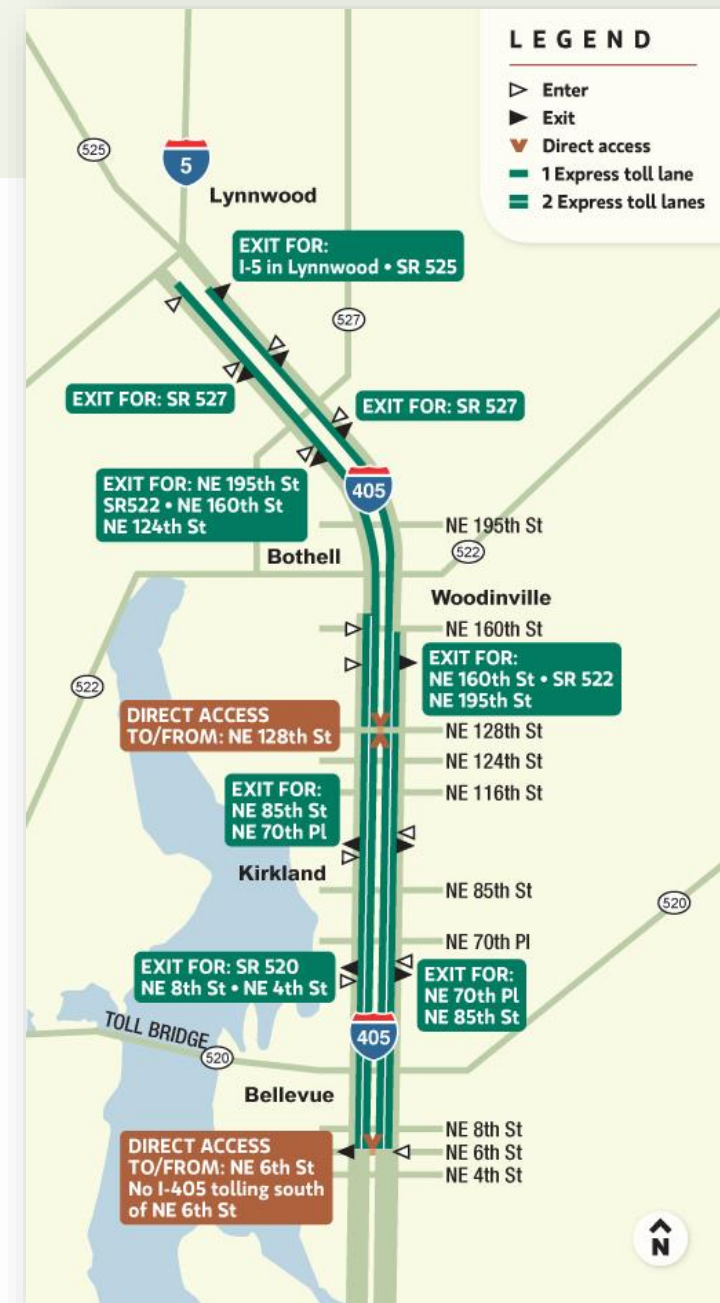 LEGEND
Enter
Exit
Direct access
1 Express toll lane
2 Express toll lanes
525
5
Lynnwood
EXIT FOR:
I-5 in Lynnwood • SR 525
527
EXIT FOR: SR 527
EXIT FOR: SR 527
EXIT FOR: NE 195th St
SR522 • NE 160th St
NE 124th St
405
NE 195th St
522
Bothell
Woodinville
NE 160th St
EXIT FOR:
NE 160th St • SR 522
NE 195th St
522
DIRECT ACCESS
TO/FROM: NE 128th St
NE 128th St
NE 124th St
NE 116th St
EXIT FOR:
NE 85th St
NE 70th Pl
Kirkland
NE 85th St
520
NE 70th Pl
EXIT FOR: SR 520
NE 8th St • NE 4th St
EXIT FOR:
NE 70th Pl
NE 85th St
TOLL BRIDGE
520
405
Bellevue
NE 8th St
NE 6th St
NE 4th St
DIRECT ACCESS
TO/FROM: NE 6th St
No I-405 tolling south
of NE 6th St
N